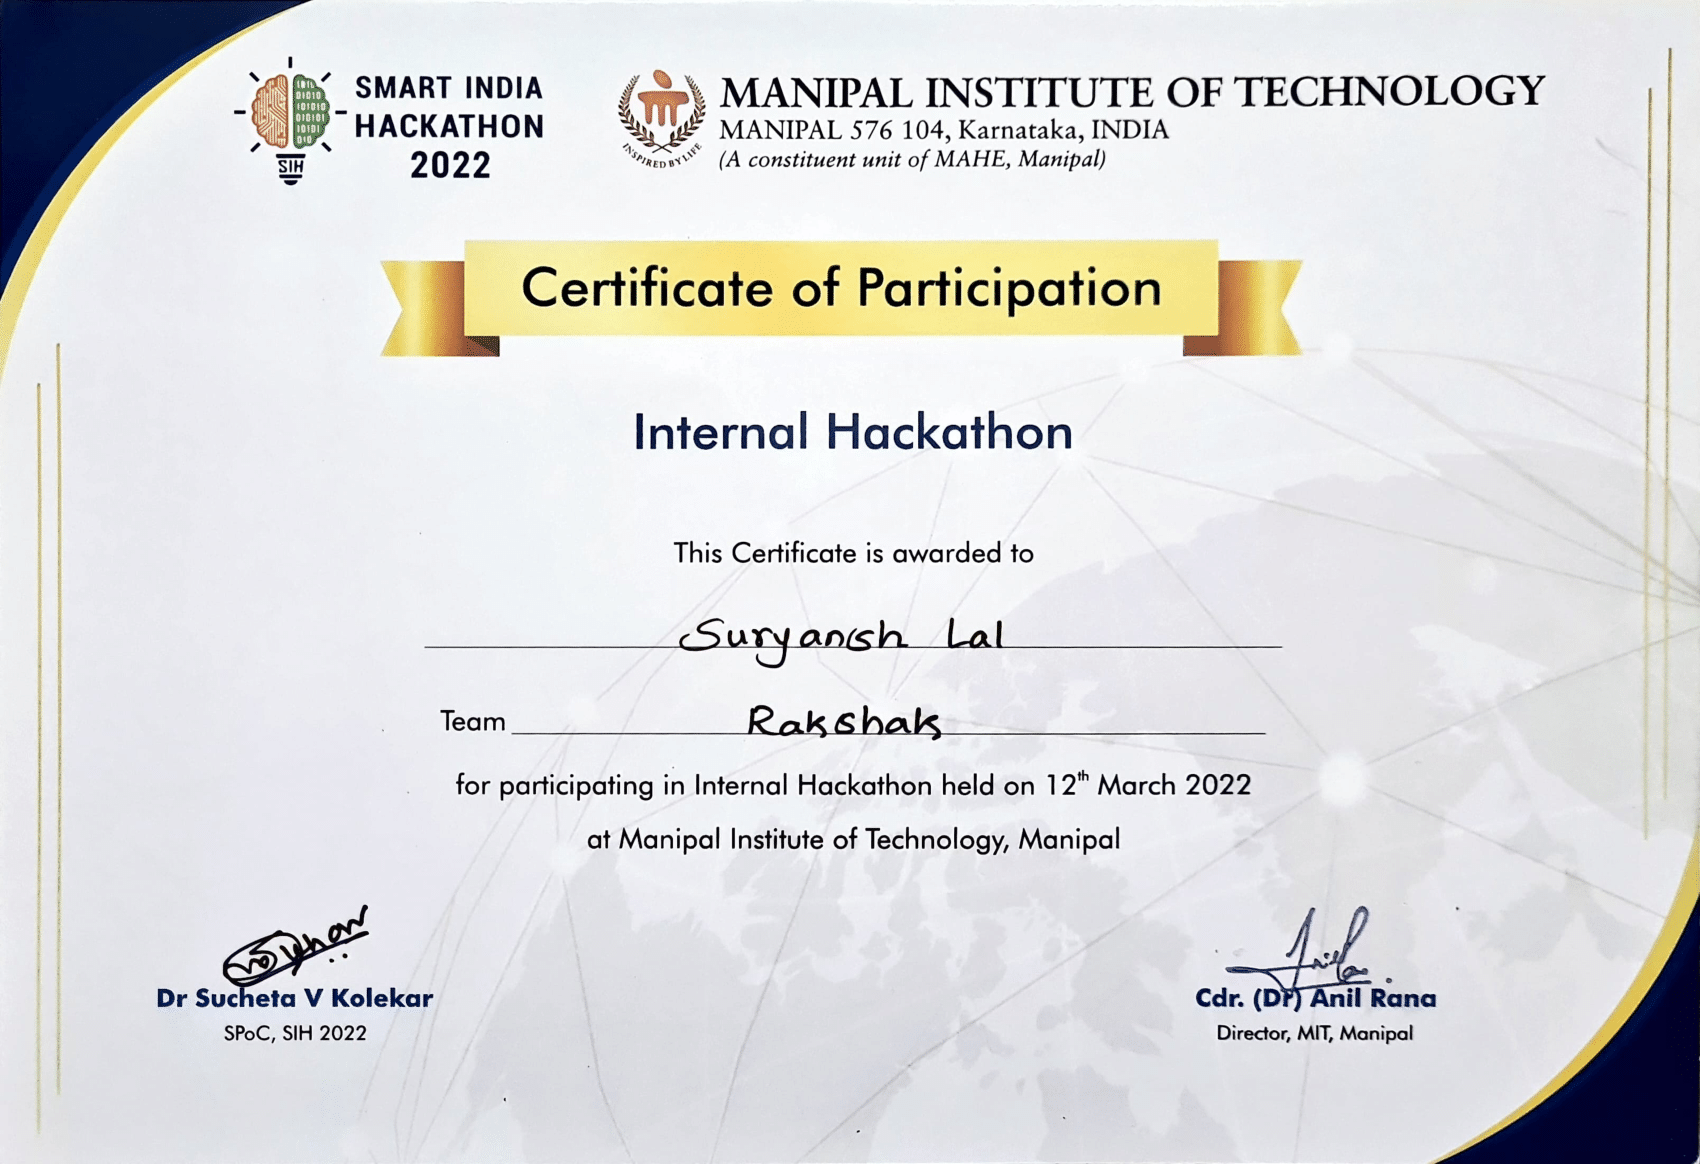 SMART INDIA
HACKATHON
2022
SIH
INSPIRED BY LIFE
MANIPAL INSTITUTE OF TECHNOLOGY
MANIPAL 576 104, Karnataka, INDIA
(A constituent unit of MAHE, Manipal)
Certificate of Participation
Internal Hackathon
This Certificate is awarded to
Suryansh Lal
Team Rakshak
for participating in Internal Hackathon held on 12th March 2022
at Manipal Institute of Technology, Manipal
Dr Sucheta V Kolekar
SPoC, SIH 2022
Cdr. (Dr) Anil Rana
Director, MIT, Manipal